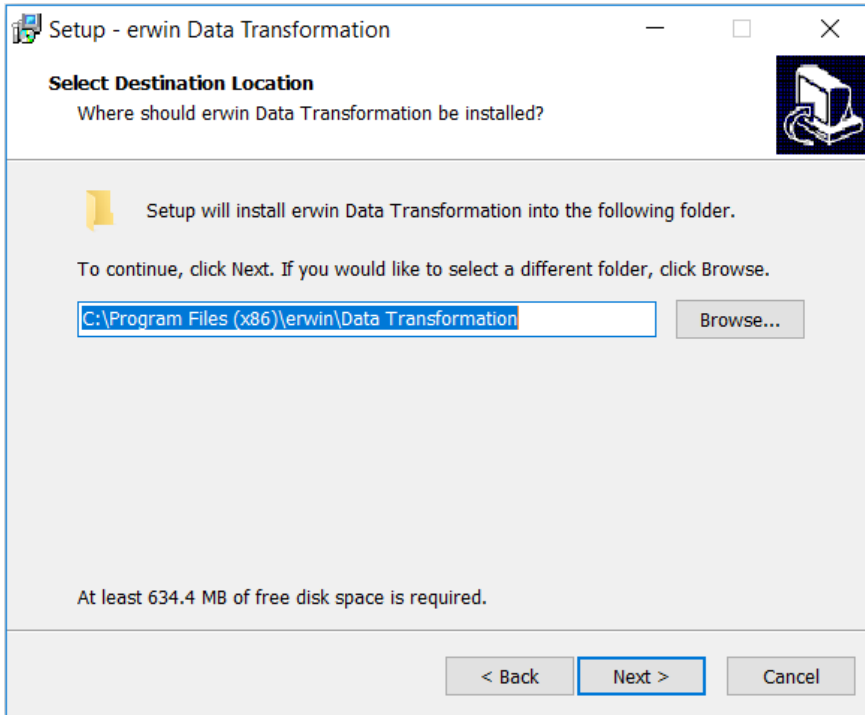 Setup - erwin Data Transformation
Select Destination Location
Where should erwin Data Transformation be installed?
Setup will install erwin Data Transformation into the following folder.
To continue, click Next. If you would like to select a different folder, click Browse.
C:\Program Files (x86)\erwin\Data Transformation
Browse...
At least 634.4 MB of free disk space is required.
< Back
Next >
Cancel